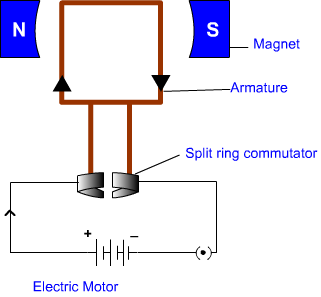 N
S
Magnet
Armature
Split ring commutator
+
–
Electric Motor